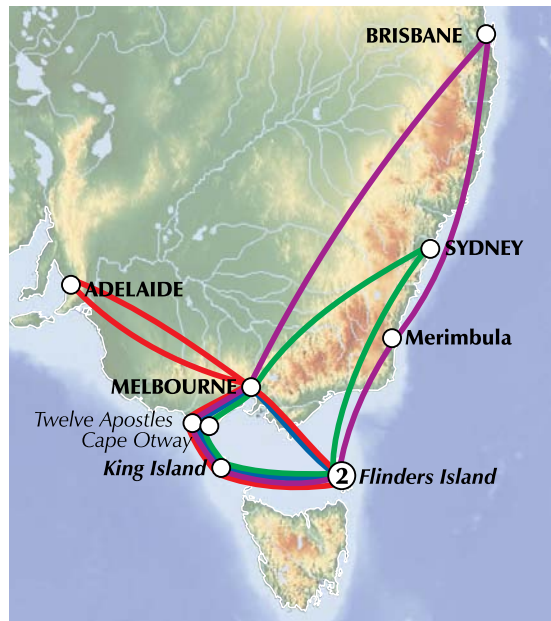 BRISBANE
SYDNEY
ADELAIDE
Merimbula
MELBOURNE
Twelve Apostles
Cape Otway
King Island
2 Flinders Island